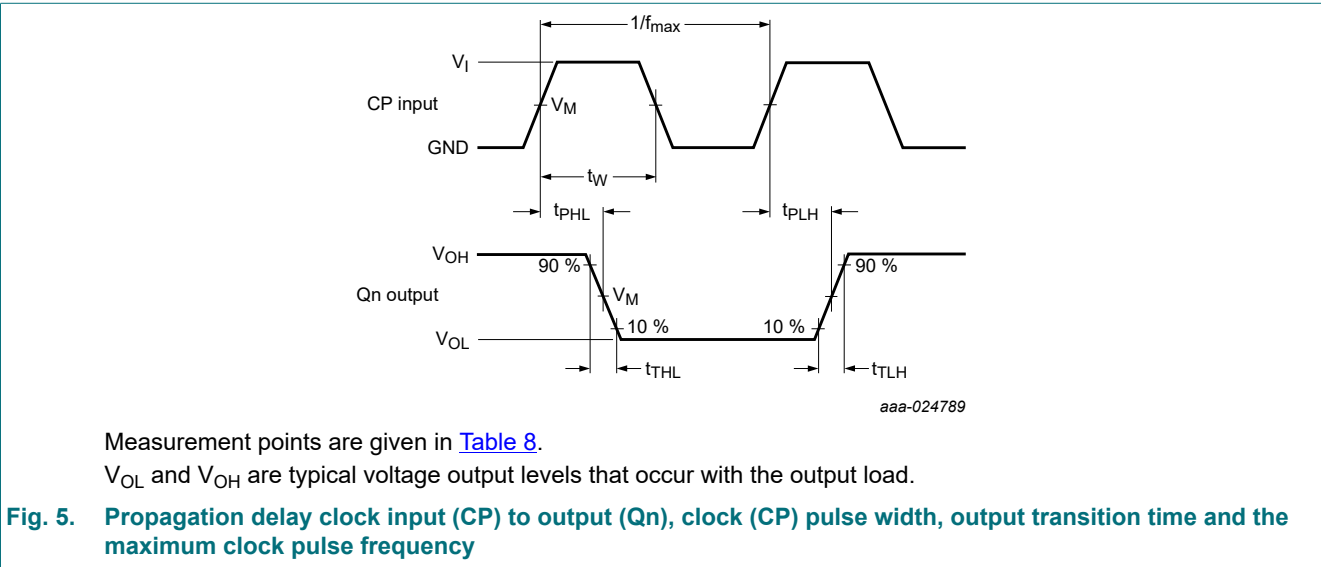 1/fmax
VI
CP input
VM
GND
tW
tPHL
tPLH
VOH
90 %
90 %
Qn output
VM
10 %
10 %
VOL
tTHL
tTLH
aaa-024789
Measurement points are given in Table 8.
VOL and VOH are typical voltage output levels that occur with the output load.
Fig. 5. Propagation delay clock input (CP) to output (Qn), clock (CP) pulse width, output transition time and the
maximum clock pulse frequency